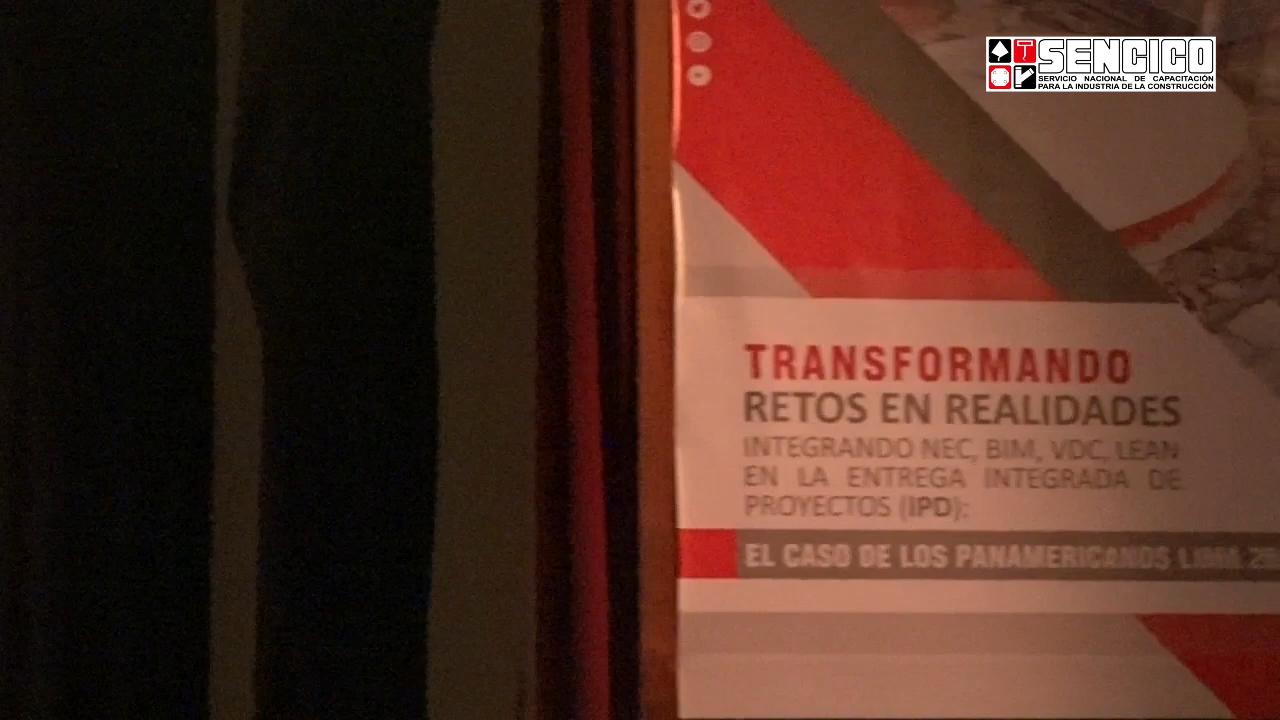 SENCICO
SERVICIO NACIONAL DE CAPACITACIÓN
PARA LA INDUSTRIA DE LA CONSTRUCCIÓN
TRANSFORMANDO
RETOS EN REALIDADES
INTEGRANDO NEC, BIM, VDC, LEAN
EN LA ENTREGA INTEGRADA DE
PROYECTOS (IPD):
EL CASO DE LOS PANAMERICANOS LIMA